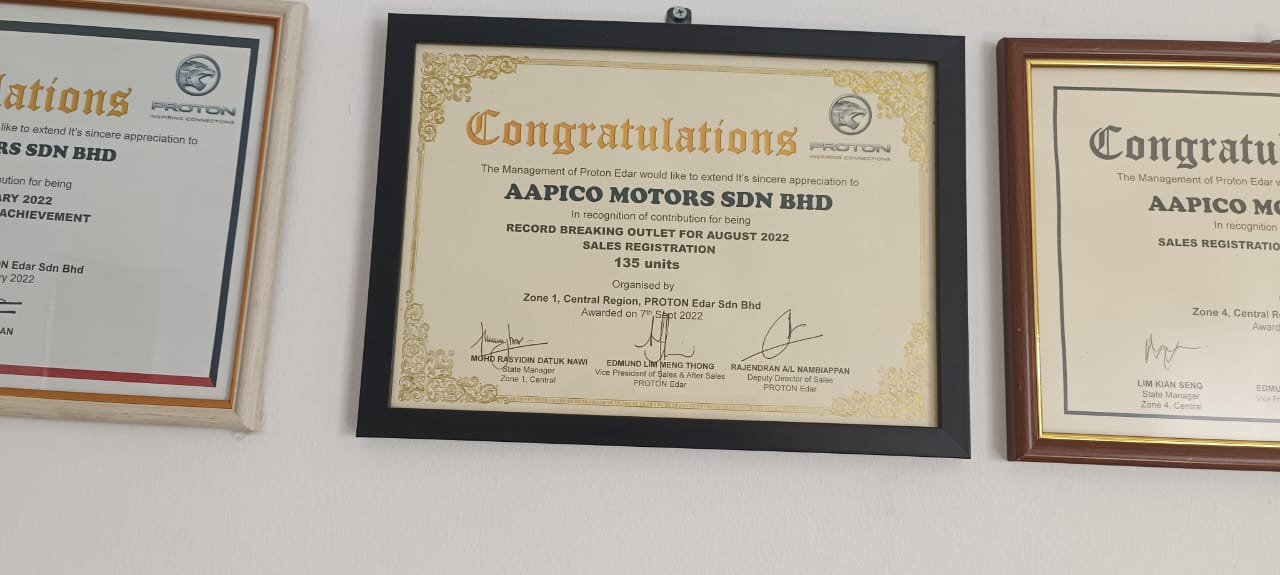 lations
PROTON
INSPIRING CONNECTIONS
like to extend It's sincere appreciation to
RS SDN BHD
ution for being
ARY 2022
ACHIEVEMENT
N Edar Sdn Bhd
ry 2022
AN
Congratulations
PROTON
INSPIRING CONNECTIONS
The Management of Proton Edar would like to extend It's sincere appreciation to
AAPICO MOTORS SDN BHD
In recognition of contribution for being
RECORD BREAKING OUTLET FOR AUGUST 2022
SALES REGISTRATION
135 units
Organised by
Zone 1, Central Region, PROTON Edar Sdn Bhd
Awarded on 7th Sept 2022
MOHD RASYIDIN DATUK NAWI
State Manager
Zone 1, Central
EDMUND LIM MENG THONG
Vice President of Sales & After Sales
PROTON Edar
RAJENDRAN A/L NAMBIAPPAN
Deputy Director of Sales
PROTON Edar
Congratu
The Management of Proton Edar w
AAPICO MO
In recognition
SALES REGISTRATIO
Zone 4, Central Re
Award
LIM KIAN SENG
State Manager
Zone 4, Central
EDMU
Vice Pr